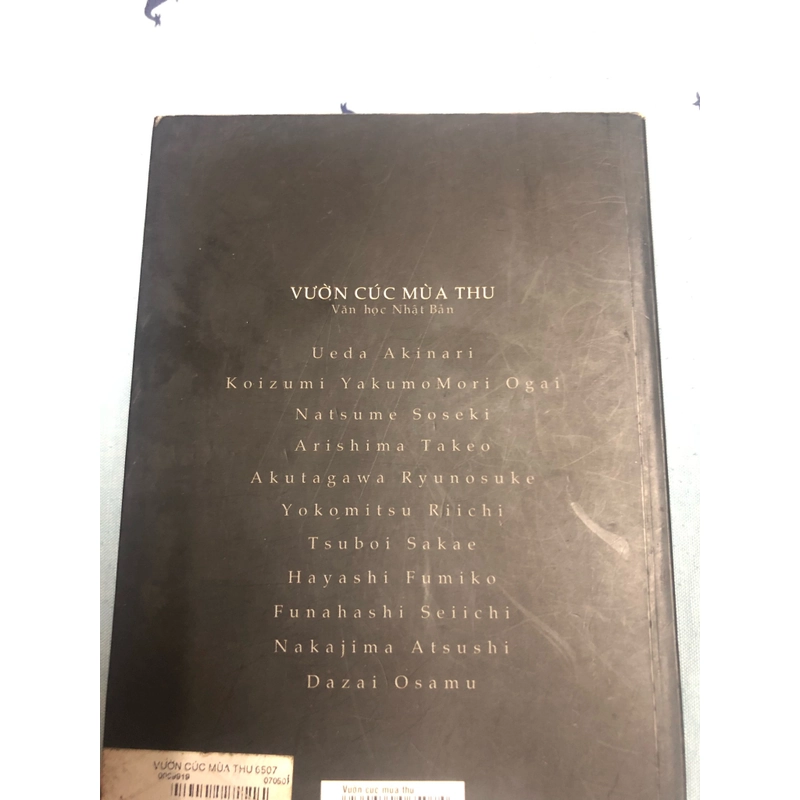 VƯỜN CÚC MÙA THU
Văn học Nhật Bản
Ueda Akinari
Koizumi YakumoMori Ogai
Natsume Soseki
Arishima Takeo
Akutagawa Ryunosuke
Yokomitsu Riichi
Tsuboi Sakae
Hayashi Fumiko
Funahashi Seiichi
Nakajima Atsushi
Dazai Osamu
VƯỜN CÚC MÙA THU 6507
Vườn cúc mùa thu